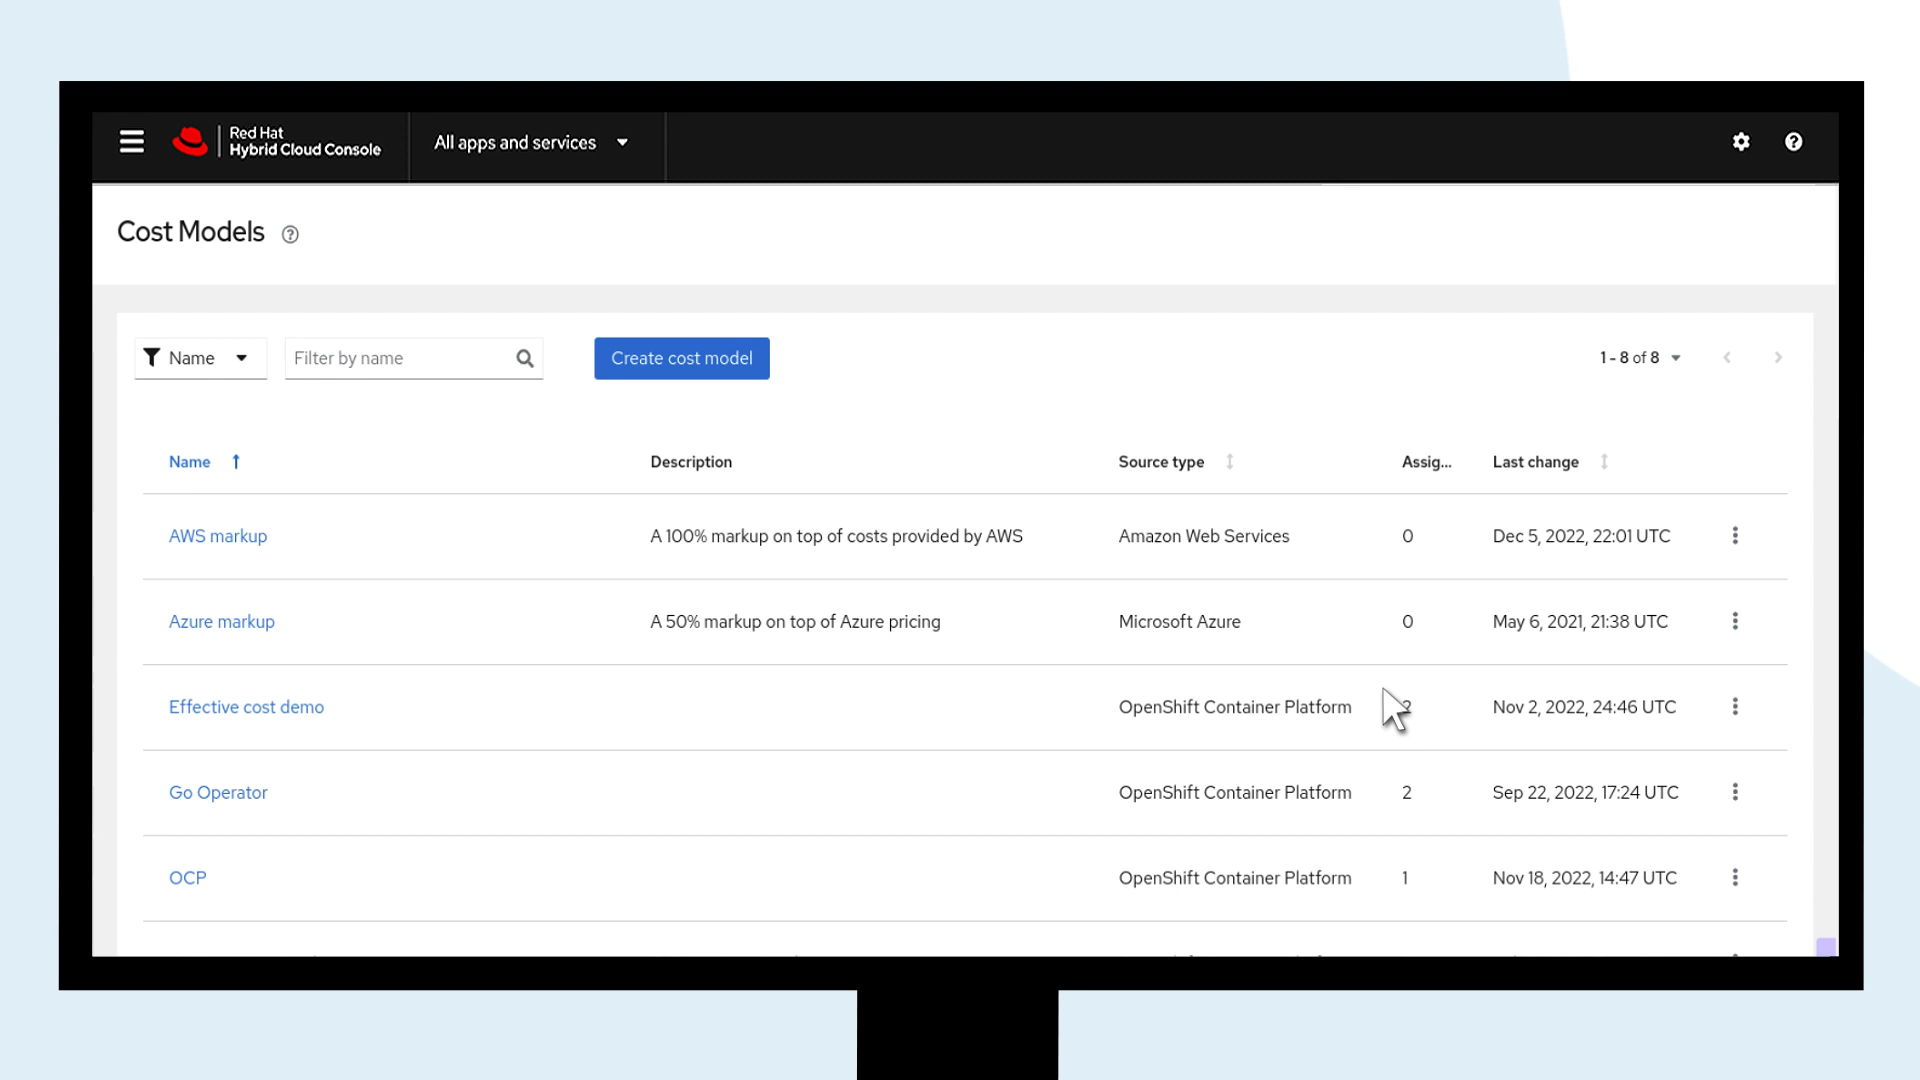 Red Hat
Hybrid Cloud Console
All apps and services
Cost Models
Name
Filter by name
Create cost model
1 - 8 of 8
Name Description Source type Assig... Last change
AWS markup A 100% markup on top of costs provided by AWS Amazon Web Services 0 Dec 5, 2022, 22:01 UTC
Azure markup A 50% markup on top of Azure pricing Microsoft Azure 0 May 6, 2021, 21:38 UTC
Effective cost demo OpenShift Container Platform Nov 2, 2022, 24:46 UTC
Go Operator OpenShift Container Platform 2 Sep 22, 2022, 17:24 UTC
OCP OpenShift Container Platform 1 Nov 18, 2022, 14:47 UTC